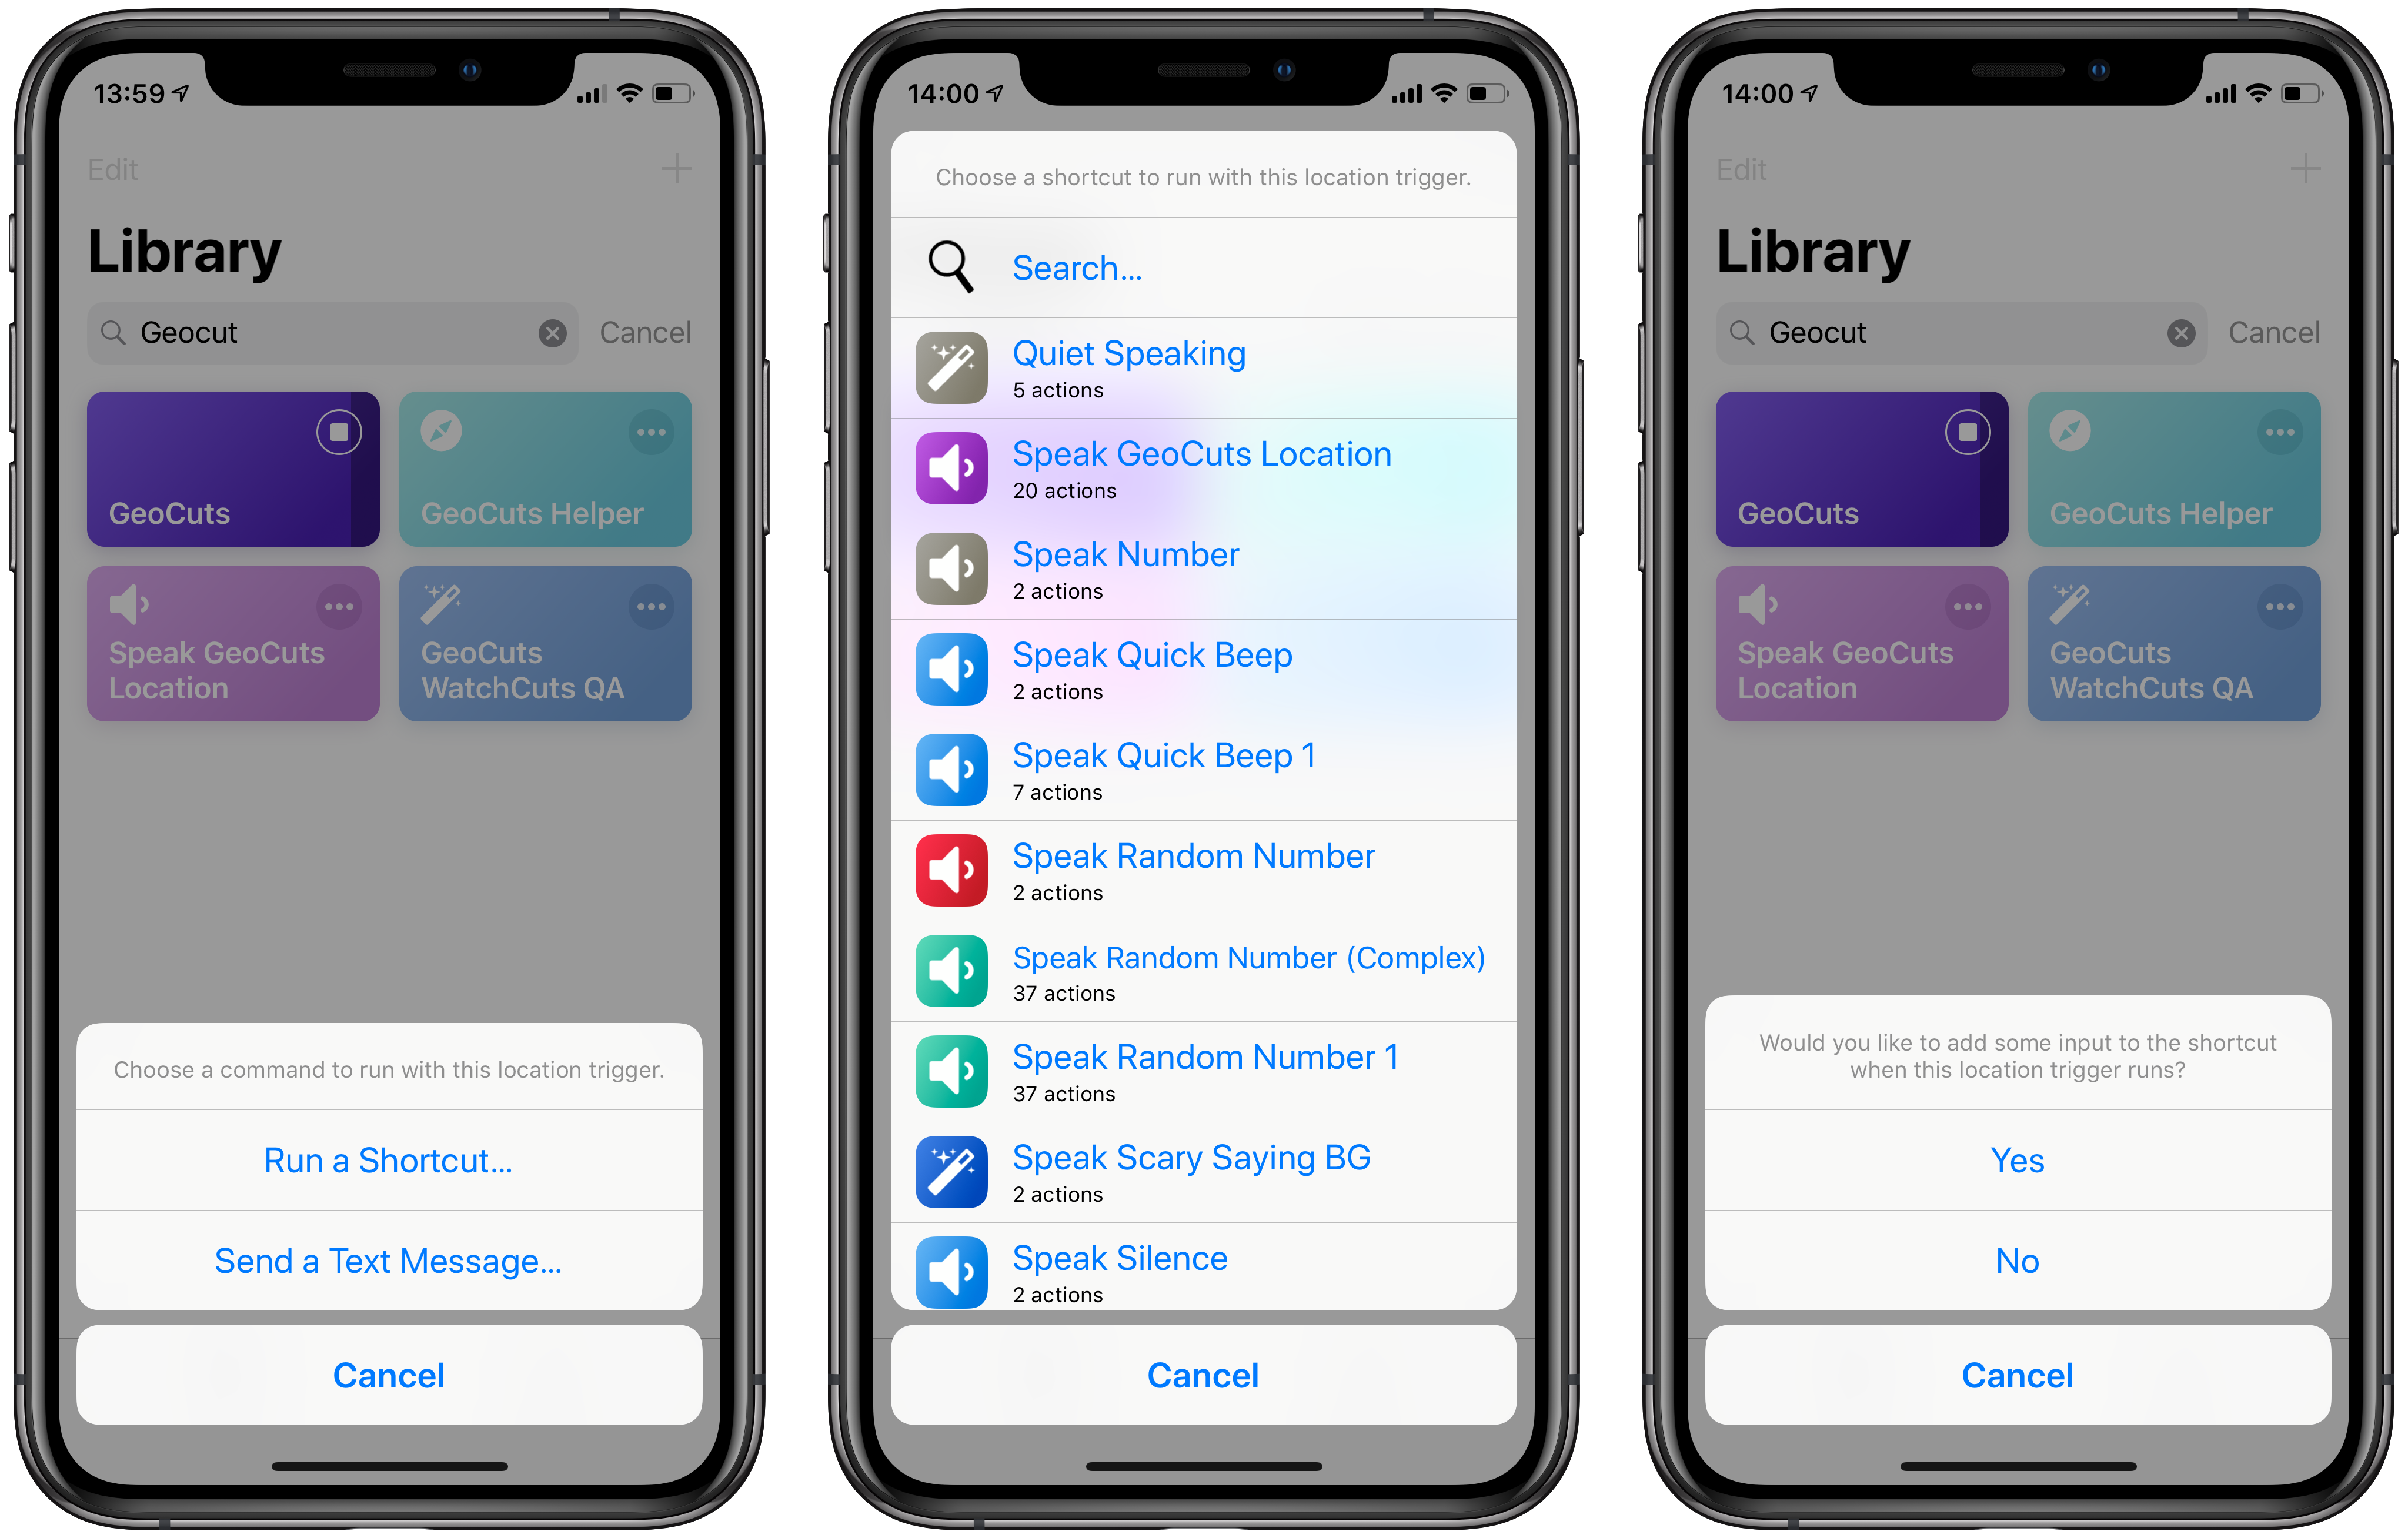 13:59
Edit
Library
Geocut
Cancel
GeoCuts
GeoCuts Helper
Speak GeoCuts
Location
GeoCuts
WatchCuts QA
Choose a command to run with this location trigger.
Run a Shortcut...
Send a Text Message...
Cancel
14:00
Choose a shortcut to run with this location trigger.
Search...
Quiet Speaking
5 actions
Speak GeoCuts Location
20 actions
Speak Number
2 actions
Speak Quick Beep
2 actions
Speak Quick Beep 1
7 actions
Speak Random Number
2 actions
Speak Random Number (Complex)
37 actions
Speak Random Number 1
37 actions
Speak Scary Saying BG
2 actions
Speak Silence
2 actions
Cancel
14:00
Edit
Library
Geocut
Cancel
GeoCuts
GeoCuts Helper
Speak GeoCuts
Location
GeoCuts
WatchCuts QA
Would you like to add some input to the shortcut
when this location trigger runs?
Yes
No
Cancel